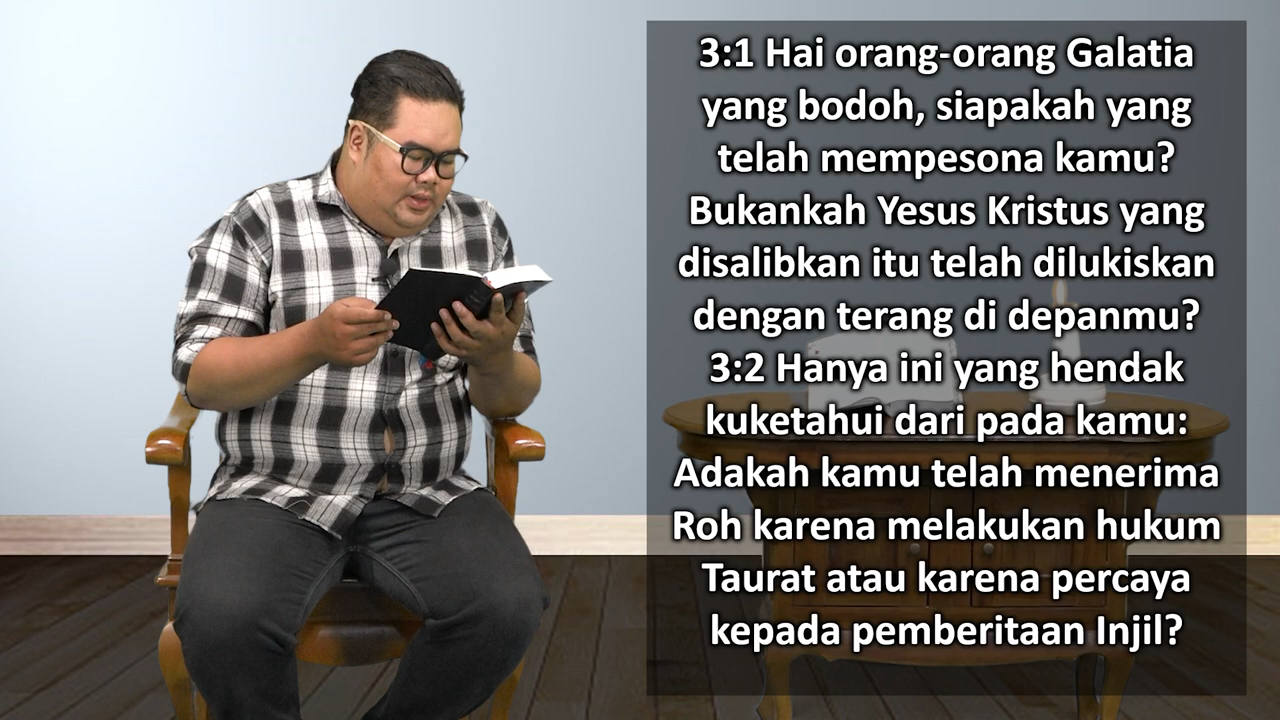 3:1 Hai orang-orang Galatia
yang bodoh, siapakah yang
telah mempesona kamu?
Bukankah Yesus Kristus yang
disalibkan itu telah dilukiskan
dengan terang di depanmu?
3:2 Hanya ini yang hendak
kuketahui dari pada kamu:
Adakah kamu telah menerima
Roh karena melakukan hukum
Taurat atau karena percaya
kepada pemberitaan Injil?